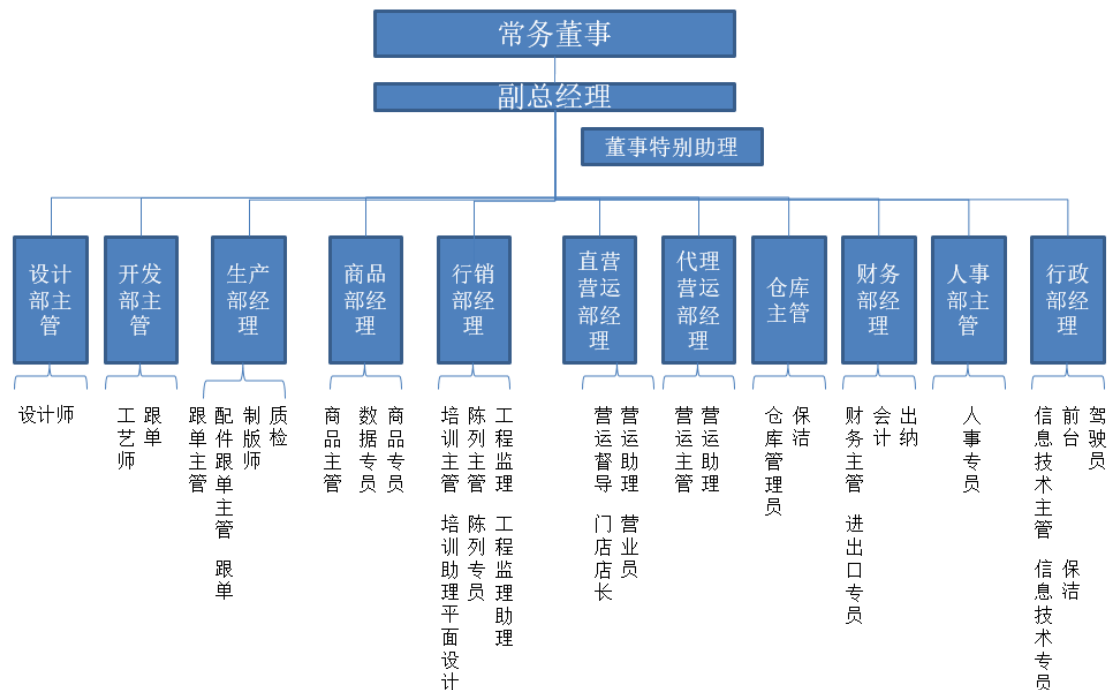 常务董事
副总经理
董事特别助理
设计
部主
管
开发
部主
管
生产
部经
理
商品
部经
理
行销
部经
理
直营
营运
部经
理
代理
营运
部经
理
仓库
主管
财务
部经
理
人事
部主
管
行政
部经
理
设计师
工艺师
跟单
跟单主管
配件跟单主管 跟单
制版师
质检
商品主管
数据专员
商品专员
培训主管 培训助理平面设计
陈列主管 陈列专员
工程监理 工程监理助理
营运督导 门店店长
营运助理 营业员
营运主管
营运助理
仓库管理员
保洁
财务主管 进出口专员
会计
出纳
人事专员
信息技术主管 信息技术专员
前台 保洁
驾驶员